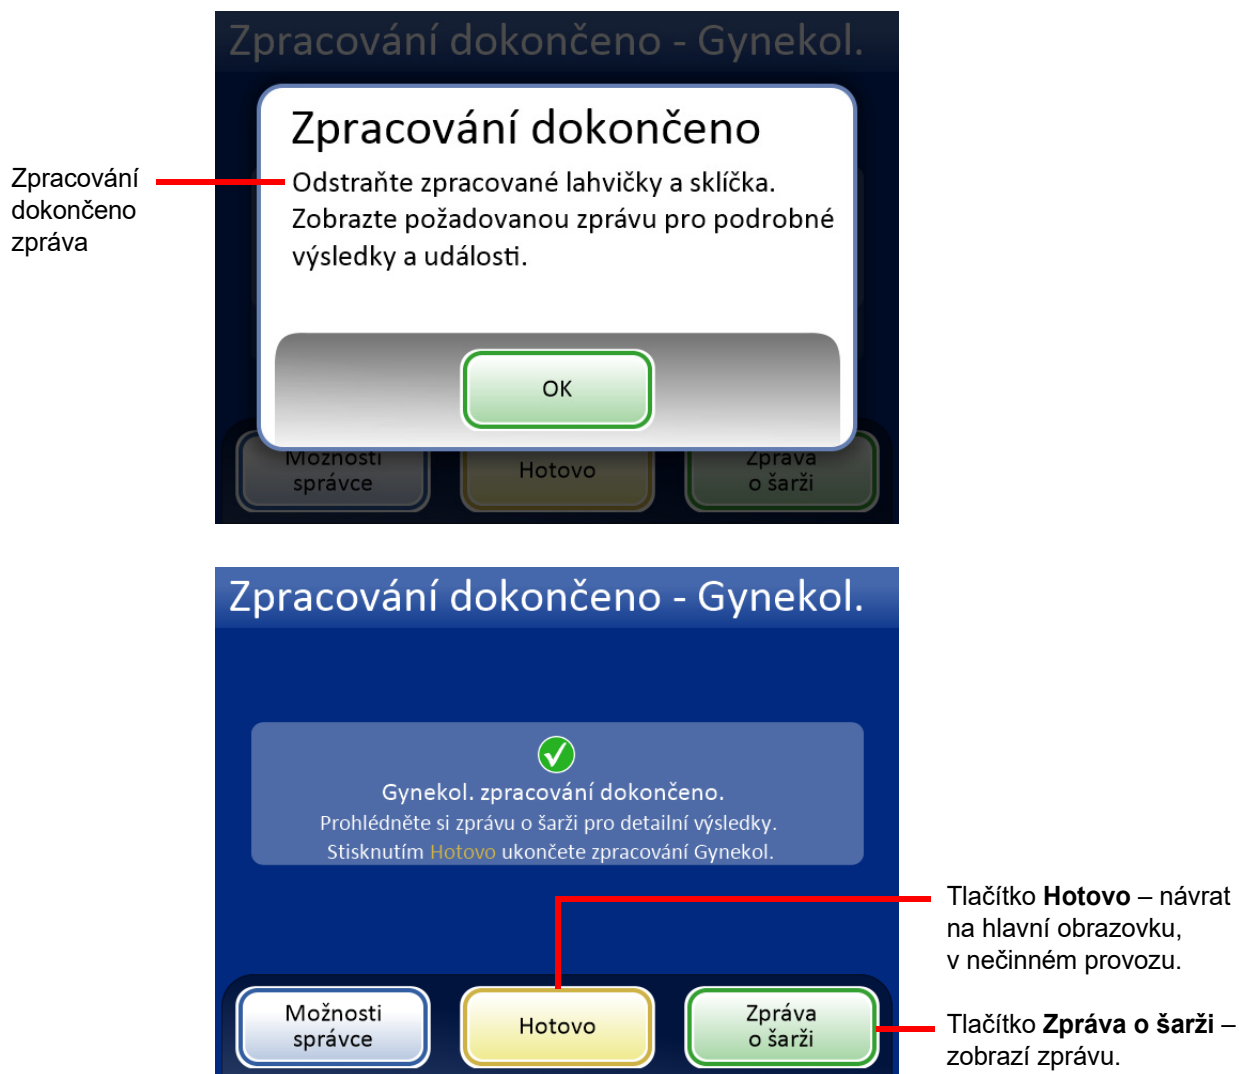 Zpracování dokončeno - Gynekol.
Zpracování dokončeno
Zpracování
dokončeno
zpráva
Odstraňte zpracované lahvičky a sklíčka.
Zobrazte požadovanou zprávu pro podrobné
výsledky a události.
OK
Možnosti
správce
Hotovo
Zpráva
o šarži
Zpracování dokončeno - Gynekol.
Gynekol. zpracování dokončeno.
Prohlédněte si zprávu o šarži pro detailní výsledky.
Stisknutím Hotovo ukončete zpracování Gynekol.
Tlačítko Hotovo – návrat
na hlavní obrazovku,
v nečinném provozu.
Možnosti
správce
Hotovo
Zpráva
o šarži
Tlačítko Zpráva o šarži –
zobrazí zprávu.